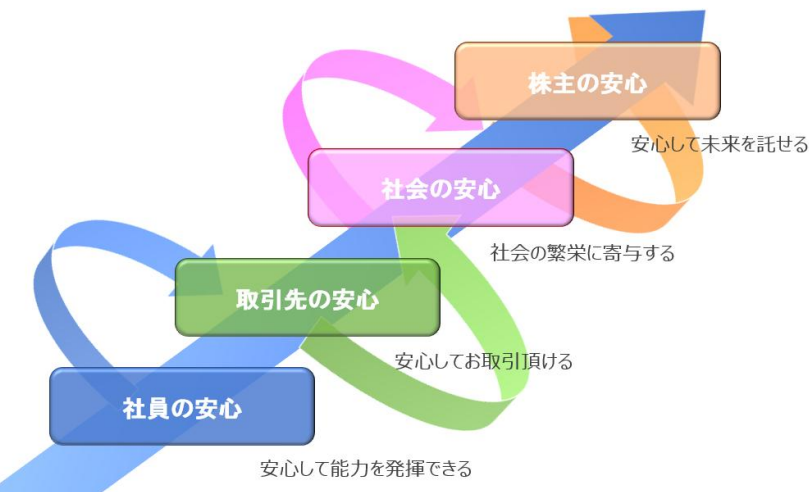 株主の安心
安心して未来を託せる
社会の安心
社会の繁栄に寄与する
取引先の安心
安心してお取引頂ける
社員の安心
安心して能力を発揮できる